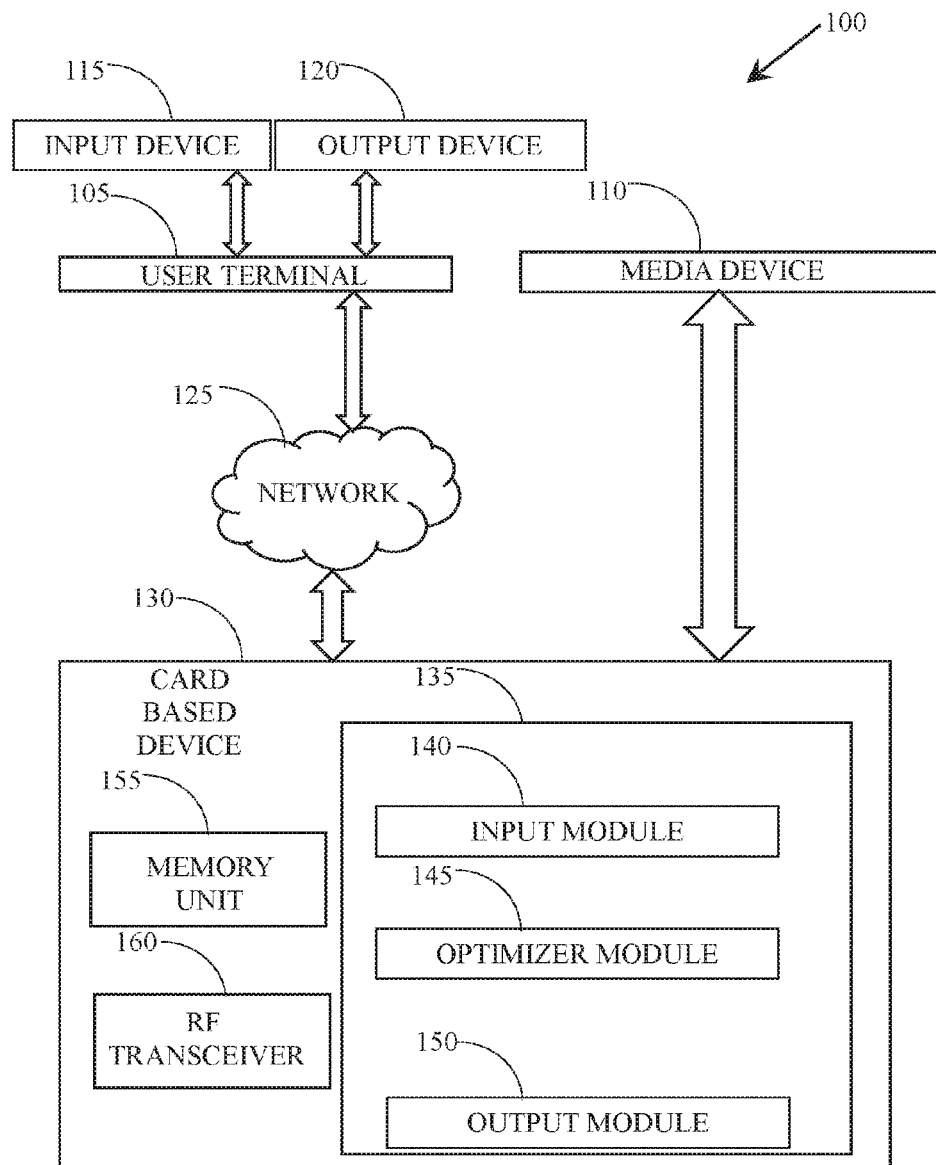 100
115
120
INPUT DEVICE
OUTPUT DEVICE
105
110
USER TERMINAL
MEDIA DEVICE
125
NETWORK
130
CARD
BASED
DEVICE
135
140
INPUT MODULE
155
MEMORY
UNIT
145
OPTIMIZER MODULE
160
RF
TRANSCEIVER
150
OUTPUT MODULE